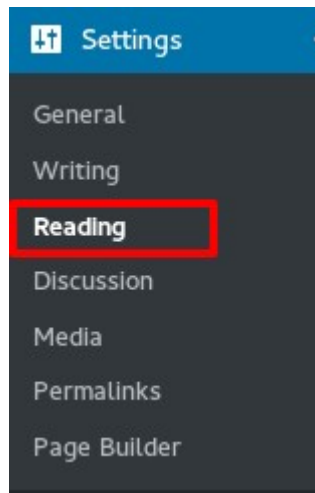 Settings
General
Writing
Reading
Discussion
Media
Permalinks
Page Builder